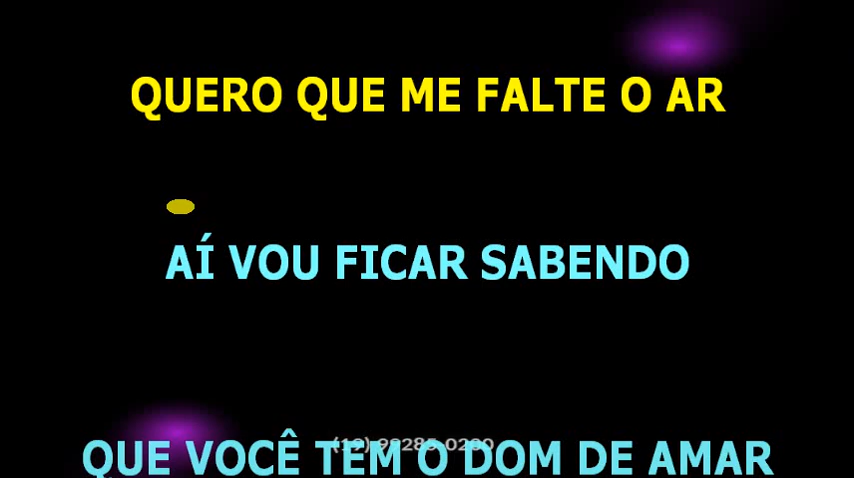 QUERO QUE ME FALTE O AR
AÍ VOU FICAR SABENDO
QUE VOCÊ TEM O DOM DE AMAR